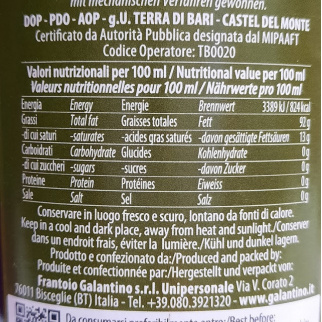 mit mechanischen Verfahren gewonnen.
DOP - PDO - AOP - g.U. TERRA DI BARI - CASTEL DEL MONTE
Certificato da Autorità Pubblica designata dal MIPAAFT
Codice Operatore: TB0020
Valori nutrizionali per 100 ml / Nutritional value per 100 ml
Valeurs nutritionnelles pour 100 ml / Nährwerte pro 100 ml
Energia Energy Energie Brennwert 3389 kJ / 824 kcal
Grassi Total fat Graisses totales Fett 92 g
-di cui saturi -saturates -acides gras saturés -davon gesättigte Fettsäuren 13 g
Carboidrati Carbohydrate Glucides Kohlenhydrate 0 g
-di cui zuccheri -sugars -sucres -davon Zucker 0 g
Proteine Protein Protéines Eiweiss 0 g
Sale Salt Sel Salz 0 g
Conservare in luogo fresco e scuro, lontano da fonti di calore.
Keep in a cool and dark place, away from heat and sunlight./Conserver
dans un endroit frais, éviter la lumière./Kühl und dunkel lagern.
Prodotto e confezionato da:/Produced and packed by:
Produite et confectionnée par:/Hergestellt und verpackt von:
Frantoio Galantino s.r.l. Unipersonale Via V. Corato 2
76011 Bisceglie (BT) Italia - Tel. +39.080.3921320 - www.galantino.it
Da consumarsi preferibilmente entro:/Best before: